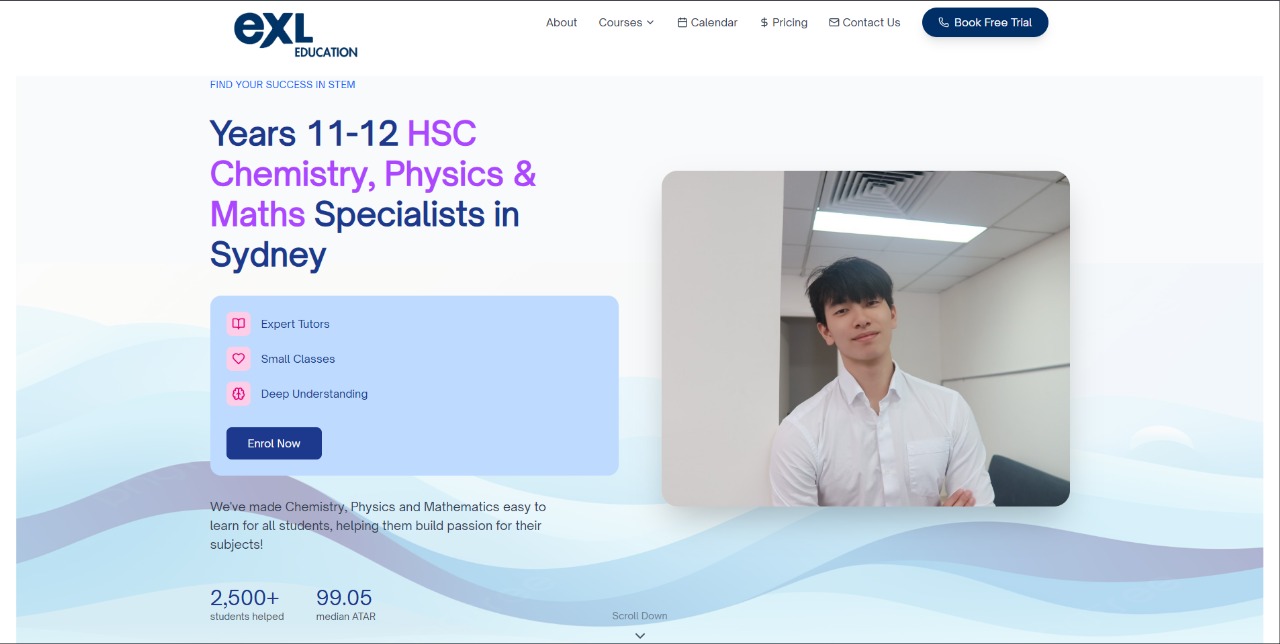 eXL
EDUCATION
About
Courses
Calendar
Pricing
Contact Us
Book Free Trial
FIND YOUR SUCCESS IN STEM
Years 11-12 HSC
Chemistry, Physics &
Maths Specialists in
Sydney
Expert Tutors
Small Classes
Deep Understanding
Enrol Now
We've made Chemistry, Physics and Mathematics easy to
learn for all students, helping them build passion for their
subjects!
2,500+
99.05
students helped
median ATAR
Scroll Down